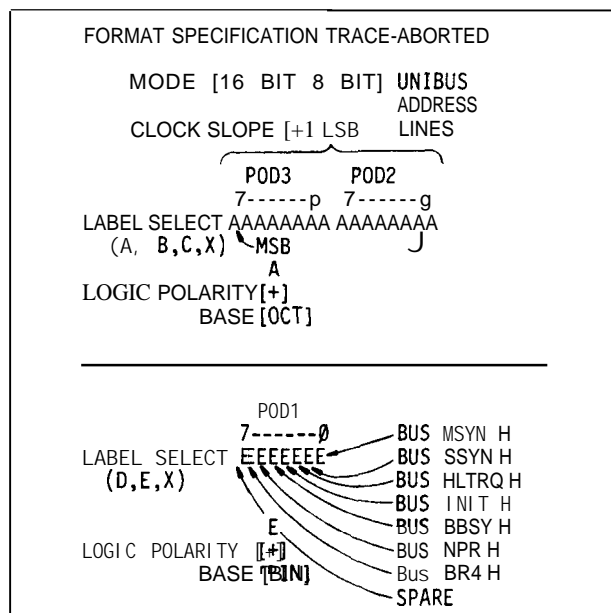 FORMAT SPECIFICATION TRACE-ABORTED
MODE [16 BIT 8 BIT] UNIBUS
ADDRESS
CLOCK SLOPE [+1 LSB LINES
POD3 POD2
7------p 7------g
LABEL SELECT AAAAAAAA AAAAAAAA
(A, B,C,X) MSB
A
LOGIC POLARITY[+]
BASE [OCT]
POD1
7------0
LABEL SELECT EEEEEEEE
(D,E,X)
BUS MSYN H
BUS SSYN H
BUS HLTRQ H
BUS INIT H
BUS BBSY H
BUS NPR H
Bus BR4 H
SPARE
E
LOGIC POLARITY [+]
BASE [BIN]